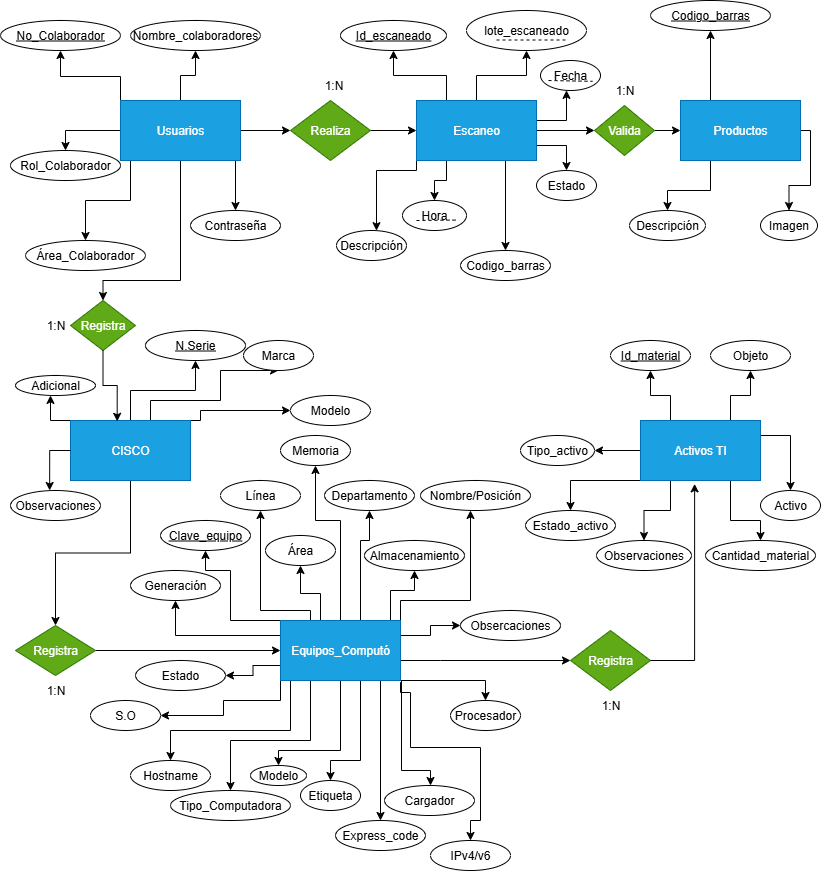 No_Colaborador
Nombre_colaboradores
Id_escaneado
lote_escaneado
Codigo_barras
Fecha
1:N
1:N
Usuarios
Realiza
Escaneo
Valida
Productos
Rol_Colaborador
Estado
Área_Colaborador
Contraseña
Descripción
Hora
Codigo_barras
Descripción
Imagen
1:N
Registra
N.Serie
Marca
Adicional
Modelo
Id_material
Objeto
CISCO
Tipo_activo
Activos TI
Observaciones
Memoria
Línea
Departamento
Nombre/Posición
Activo
Estado_activo
Clave_equipo
Área
Almacenamiento
Observaciones
Cantidad_material
Generación
Obsercaciones
Registra
1:N
Equipos_Computó
Registra
1:N
Estado
S.O
Procesador
Hostname
Modelo
Tipo_Computadora
Etiqueta
Cargador
Express_code
IPv4/v6